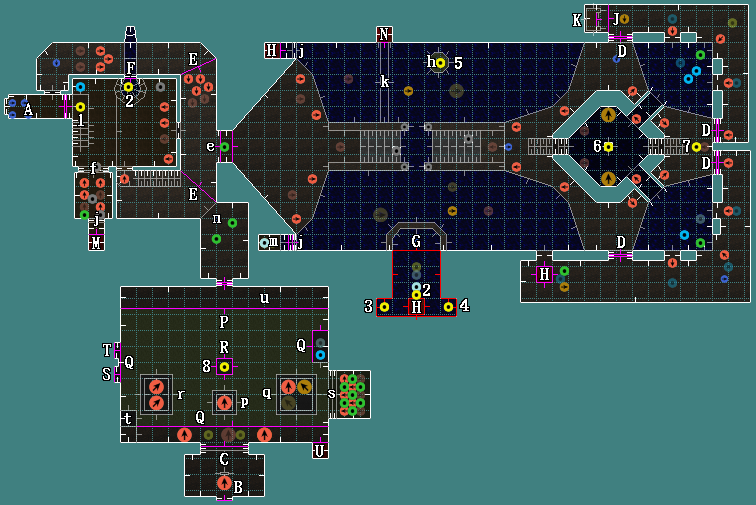 K J
N
H j
D
E
h 5
F
k
A
1
2
D
e
6
7
D
f
E
n
G
D
J
M
m j
H
2
3 H 4
u
P
T
R
Q
Q
S
8
r
q
s
p
t
Q
U
C
B